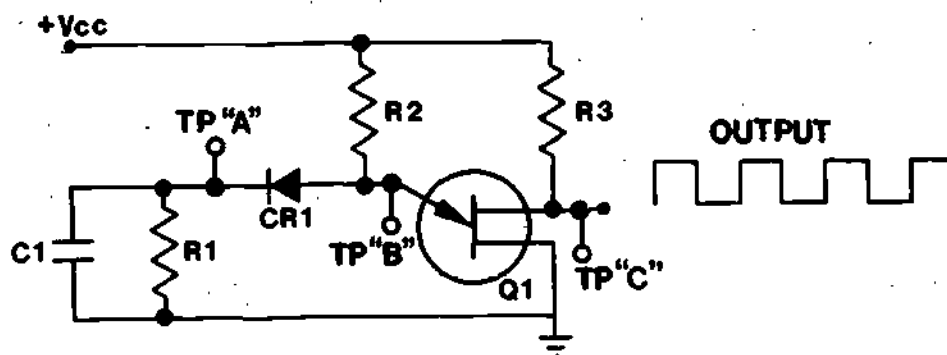 +Vcc
R2
R3
TP"A"
OUTPUT
CR1
C1
R1
TP"B"
Q1
TP"C"